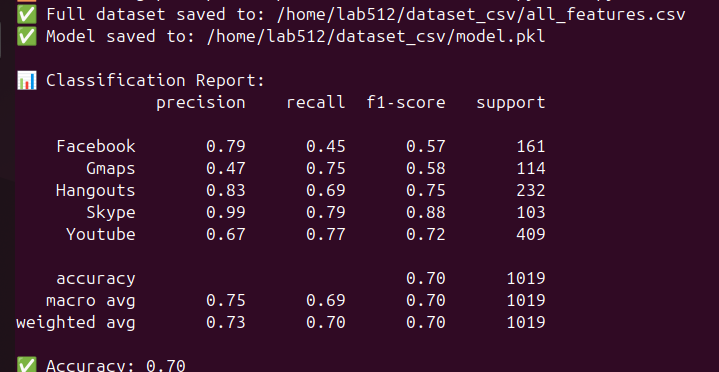 ✅ Full dataset saved to: /home/lab512/dataset_csv/all_features.csv
✅ Model saved to: /home/lab512/dataset_csv/model.pkl
📊 Classification Report:
precision recall f1-score support
Facebook 0.79 0.45 0.57 161
Gmaps 0.47 0.75 0.58 114
Hangouts 0.83 0.69 0.75 232
Skype 0.99 0.79 0.88 103
Youtube 0.67 0.77 0.72 409
accuracy 0.70 1019
macro avg 0.75 0.69 0.70 1019
weighted avg 0.73 0.70 0.70 1019
✅ Accuracy: 0.70